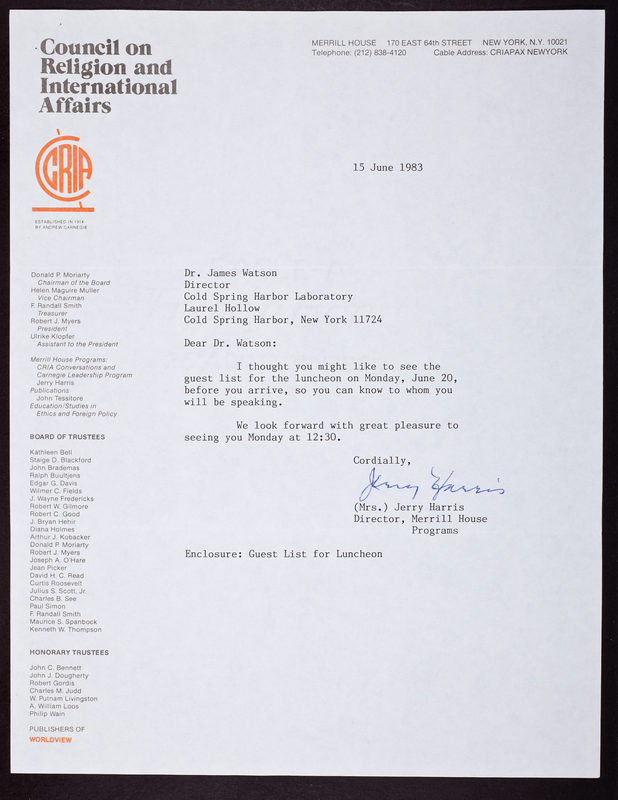 Council on
Religion and
International
Affairs
MERRILL HOUSE 170 EAST 64th STREET NEW YORK, N.Y. 10021
Telephone: (212) 838-4120 Cable Address: CRIAPAX NEWYORK
CRIA
ESTABLISHED IN 1914
BY ANDREW CARNEGIE
15 June 1983
Donald P. Moriarty
Chairman of the Board
Helen Maguire Muller
Vice Chairman
F. Randall Smith
Treasurer
Robert J. Myers
President
Ulrike Klopfer
Assistant to the President
Merrill House Programs:
CRIA Conversations and
Carnegie Leadership Program
Jerry Harris
Publications
John Tessitore
Education/Studies in
Ethics and Foreign Policy
BOARD OF TRUSTEES
Kathleen Bell
Staige D. Blackford
John Brademas
Ralph Buultjens
Edgar G. Davis
Wilmer C. Fields
J. Wayne Fredericks
Robert W. Gilmore
Robert C. Good
J. Bryan Hehir
Diana Holmes
Arthur J. Kobacker
Donald P. Moriarty
Robert J. Myers
Joseph A. O'Hare
Jean Picker
David H. C. Read
Curtis Roosevelt
Julius S. Scott, Jr.
Charles B. See
Paul Simon
F. Randall Smith
Maurice S. Spanbock
Kenneth W. Thompson
HONORARY TRUSTEES
John C. Bennett
John J. Dougherty
Robert Gordis
Charles M. Judd
W. Putnam Livingston
A. William Loos
Philip Wain
PUBLISHERS OF
WORLDVIEW
Dr. James Watson
Director
Cold Spring Harbor Laboratory
Laurel Hollow
Cold Spring Harbor, New York 11724
Dear Dr. Watson:
I thought you might like to see the
guest list for the luncheon on Monday, June 20,
before you arrive, so you can know to whom you
will be speaking.
We look forward with great pleasure to
seeing you Monday at 12:30.
Cordially,
Jerry Harris
(Mrs.) Jerry Harris
Director, Merrill House
Programs
Enclosure: Guest List for Luncheon